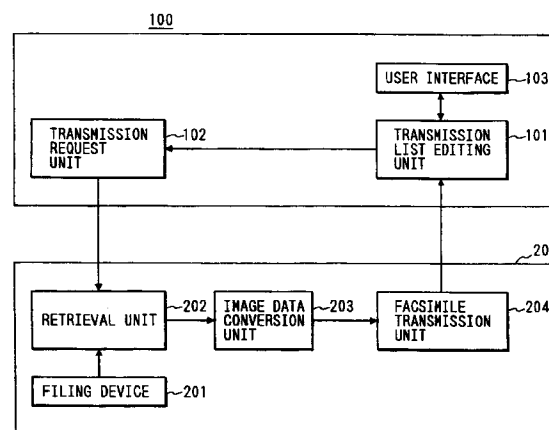 100
USER INTERFACE
103
TRANSMISSION
REQUEST
UNIT
102
TRANSMISSION
LIST EDITING
UNIT
101
20
RETRIEVAL UNIT
202
IMAGE DATA
CONVERSION
UNIT
203
FACSIMILE
TRANSMISSION
UNIT
204
FILING DEVICE
201